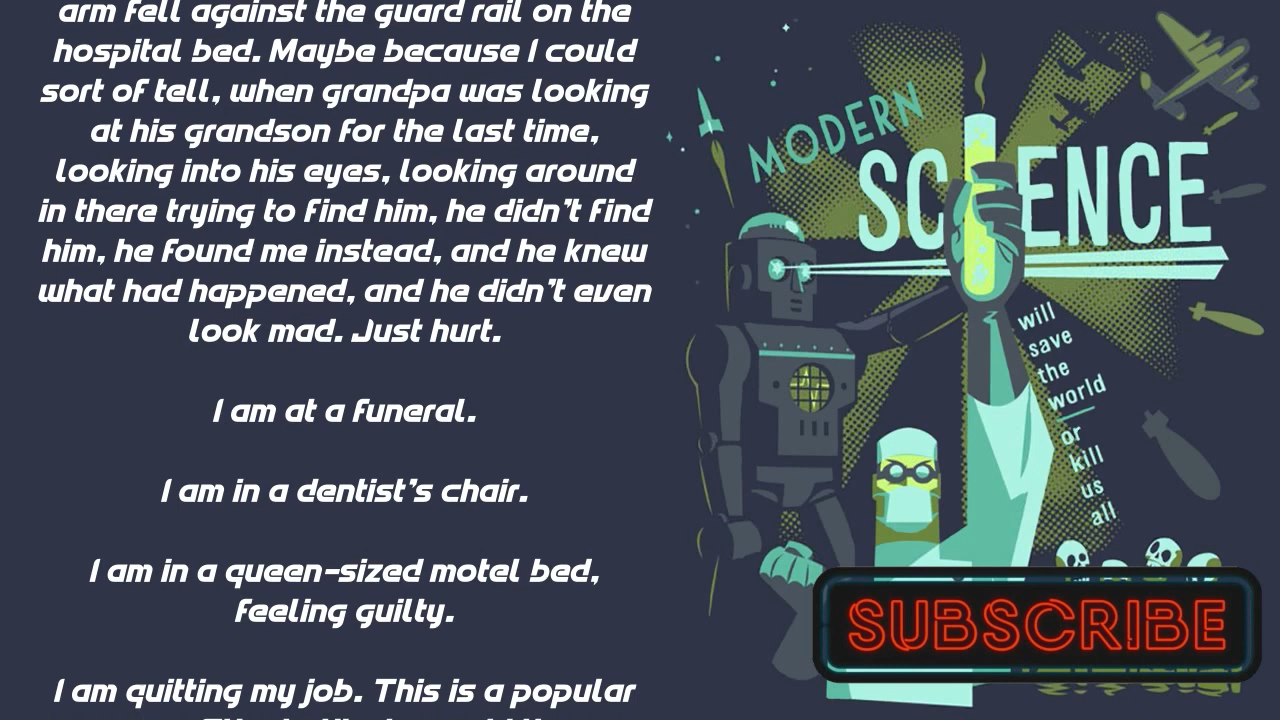 arm fell against the guard rail on the
hospital bed. Maybe because I could
sort of tell, when grandpa was looking
at his grandson for the last time,
looking into his eyes, looking around
in there trying to find him, he didn't find
him, he found me instead, and he knew
what had happened, and he didn't even
look mad. Just hurt.
I am at a funeral.
I am in a dentist's chair.
I am in a queen-sized motel bed,
feeling guilty.
I am quitting my job. This is a popular
MODERN
SCIENCE
will
save
the
world
or
kill
us
all
SUBSCRIBE